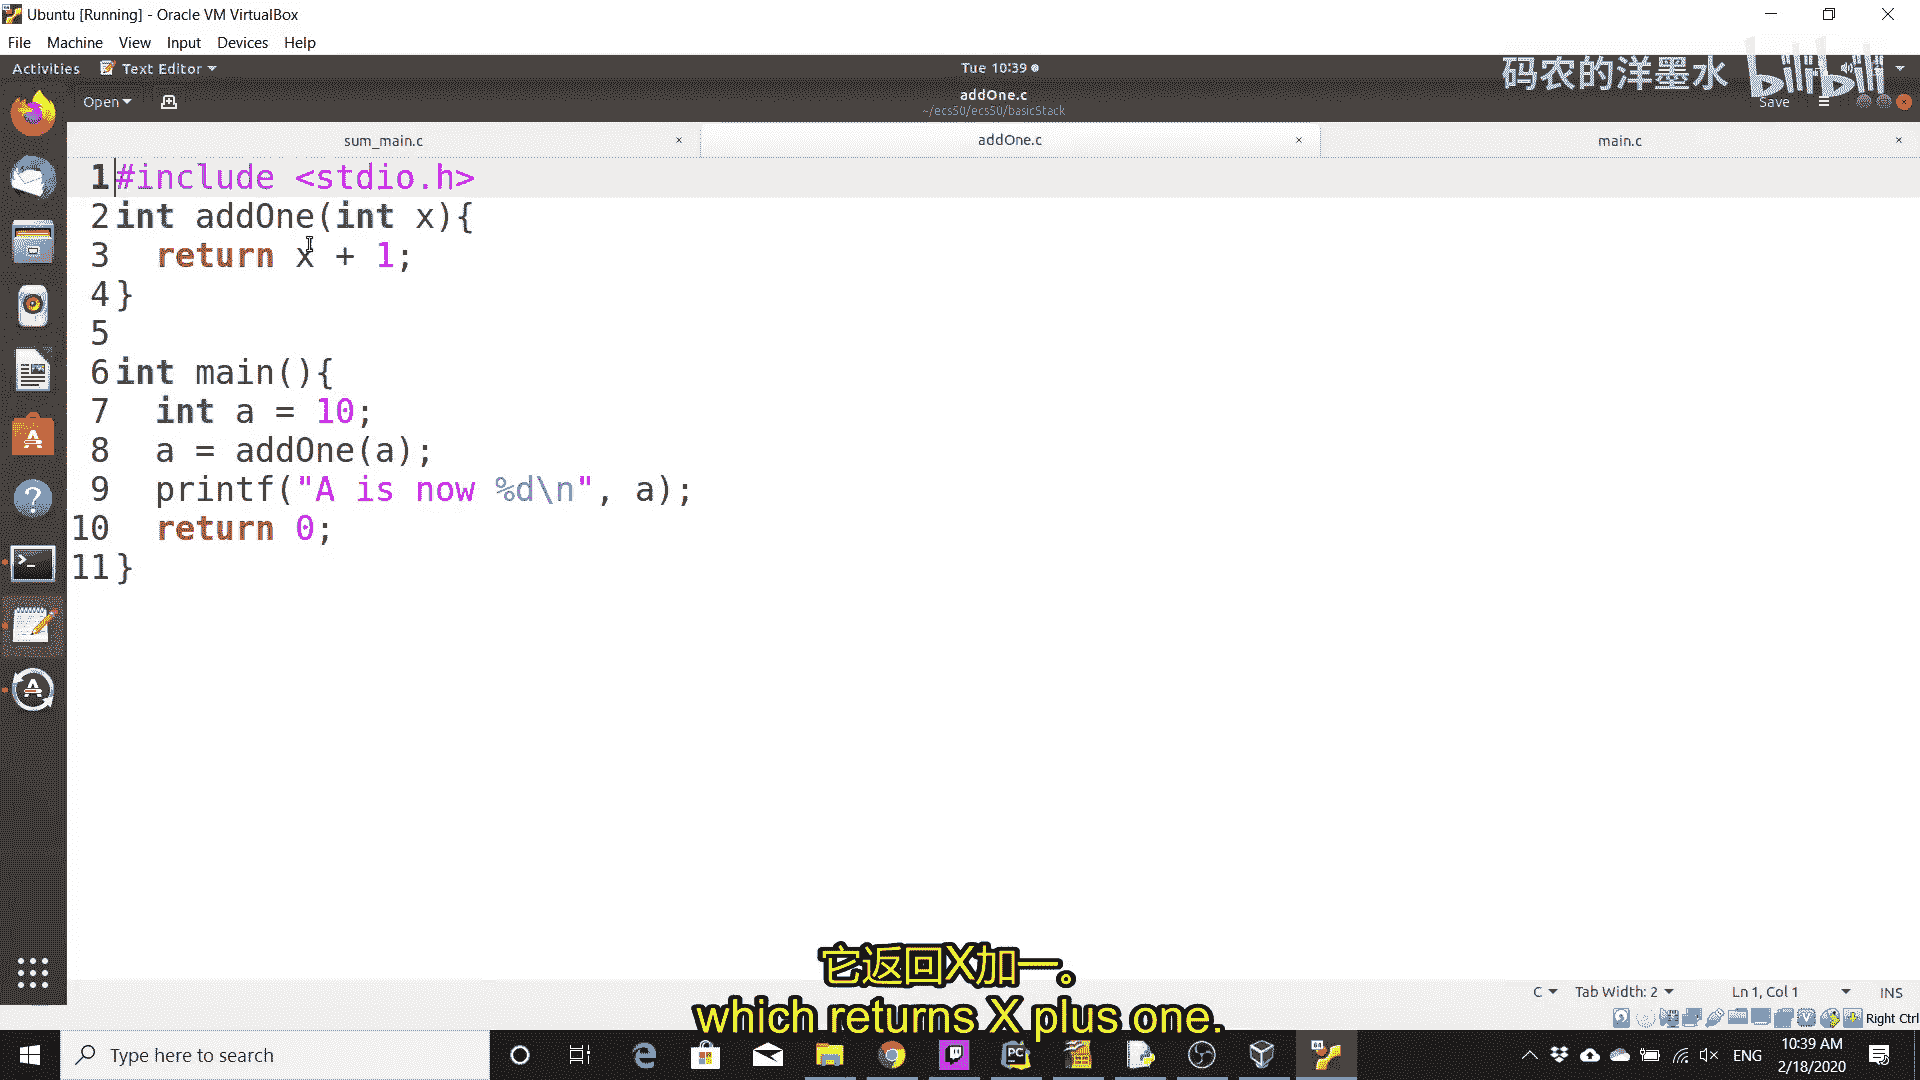 Ubuntu [Running] - Oracle VM VirtualBox
File Machine View Input Devices Help
Activities Text Editor Tue 10:39
码农的洋墨水 bilibili
Open addOne.c Save
~/ecs50/ecs50/basicStack
sum_main.c × addOne.c × main.c ×
1 #include <stdio.h>
2 int addOne(int x){
3   return x + 1;
4 }
5
6 int main(){
7   int a = 10;
8   a = addOne(a);
9   printf("A is now %d\n", a);
10   return 0;
11 }
它返回X加一。
which returns X plus one.
C Tab Width: 2 Ln 1, Col 1 INS
Right Ctrl
Type here to search
ENG
10:39 AM
2/18/2020